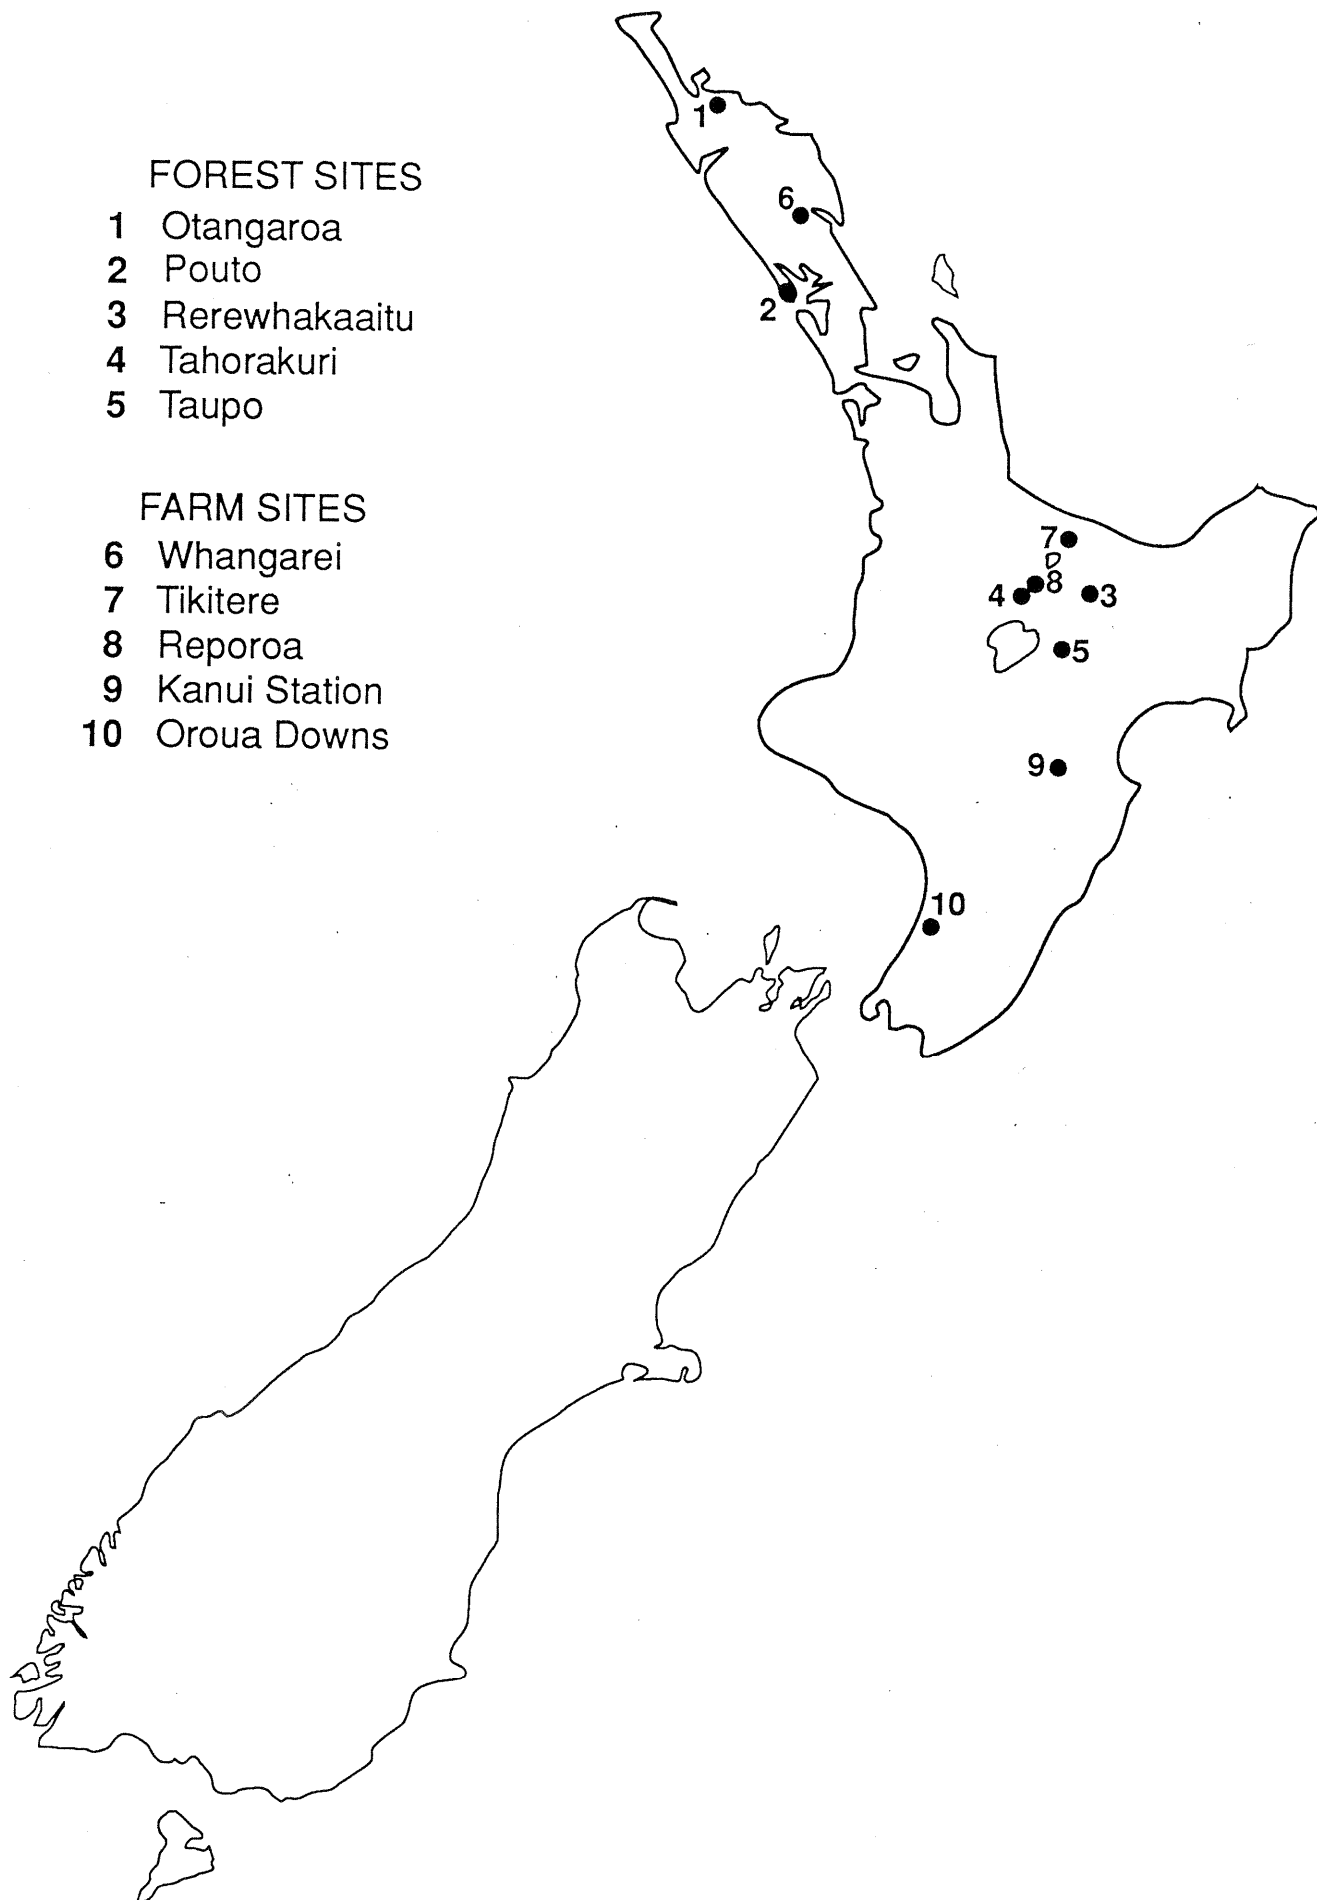 FOREST SITES
1 Otangaroa
2 Pouto
3 Rerewhakaaitu
4 Tahorakuri
5 Taupo
FARM SITES
6 Whangarei
7 Tikitere
8 Reporoa
9 Kanui Station
10 Oroua Downs
1
6
2
7
8
4
3
5
9
10